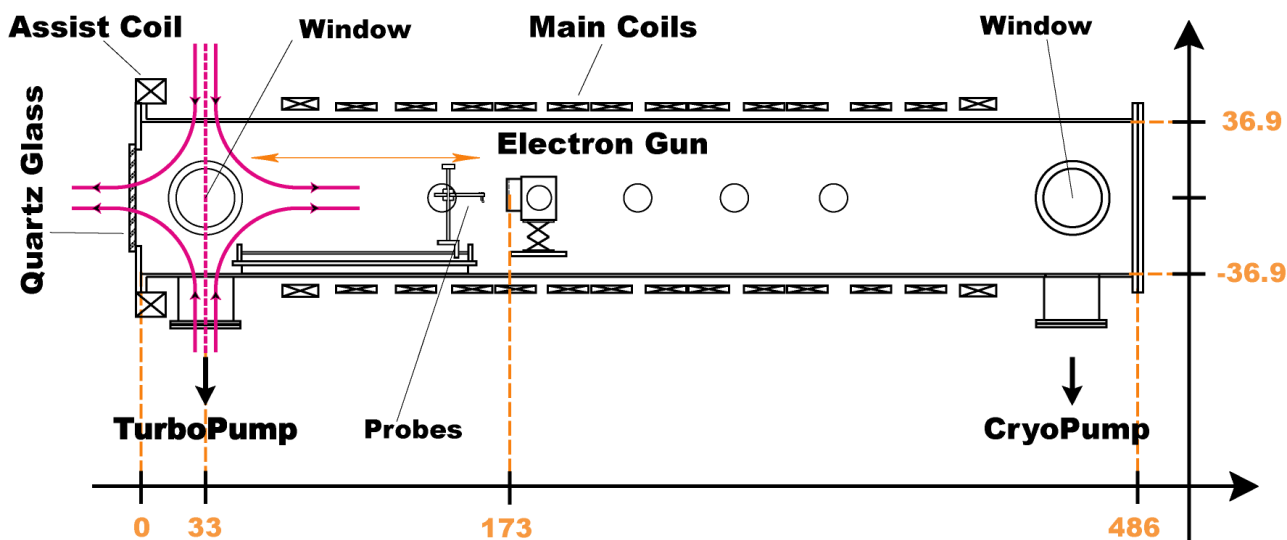 Assist Coil
Window
Main Coils
Window
Quartz Glass
36.9
Electron Gun
-36.9
TurboPump
Probes
CryoPump
0
33
173
486